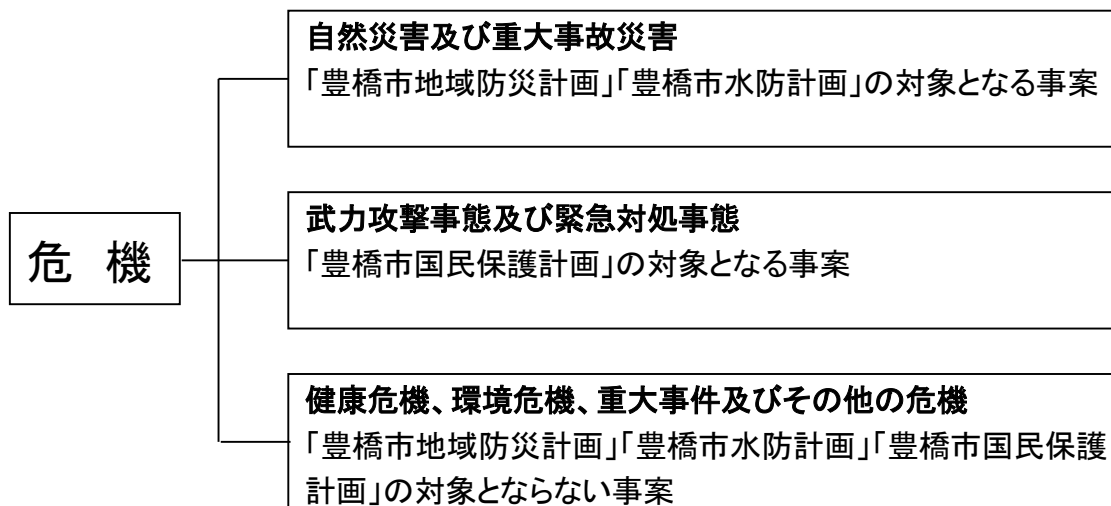 自然災害及び重大事故災害
「豊橋市地域防災計画」「豊橋市水防計画」の対象となる事案
危 機
武力攻撃事態及び緊急対処事態
「豊橋市国民保護計画」の対象となる事案
健康危機、環境危機、重大事件及びその他の危機
「豊橋市地域防災計画」「豊橋市水防計画」「豊橋市国民保護
計画」の対象とならない事案